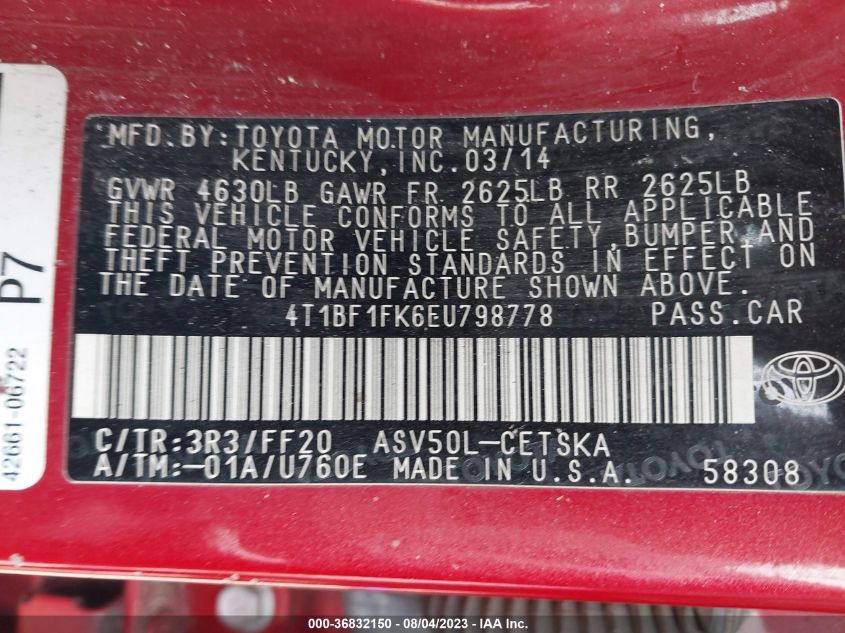 MFD.BY:TOYOTA MOTOR MANUFACTURING,
KENTUCKY,INC.03/14
GVWR 4630LB GAWR FR 2625LB RR 2625LB
THIS VEHICLE CONFORMS TO ALL APPLICABLE
FEDERAL MOTOR VEHICLE SAFETY,BUMPER,AND
THEFT PREVENTION STANDARDS IN EFFECT ON
THE DATE OF MANUFACTURE SHOWN ABOVE.
4T1BF1FK6EU798778 PASS.CAR
C/TR:3R3/FF20 ASV50L-CETSKA
A/TM:-01A/U760E MADE IN U.S.A. 58308
P7
42661-06722
000-36832150 - 08/04/2023 - IAA Inc.